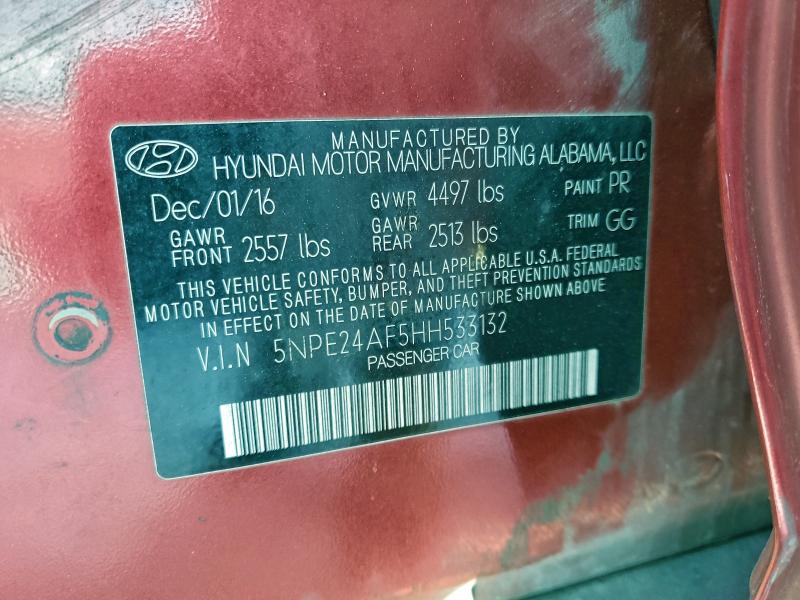 MANUFACTURED BY
HYUNDAI MOTOR MANUFACTURING ALABAMA, LLC
Dec/01/16 GVWR 4497 lbs PAINT PR
GAWR FRONT 2557 lbs GAWR REAR 2513 lbs TRIM GG
THIS VEHICLE CONFORMS TO ALL APPLICABLE U.S.A. FEDERAL
MOTOR VEHICLE SAFETY, BUMPER, AND THEFT PREVENTION STANDARDS
IN EFFECT ON THE DATE OF MANUFACTURE SHOWN ABOVE
V.I.N 5NPE24AF5HH533132
PASSENGER CAR